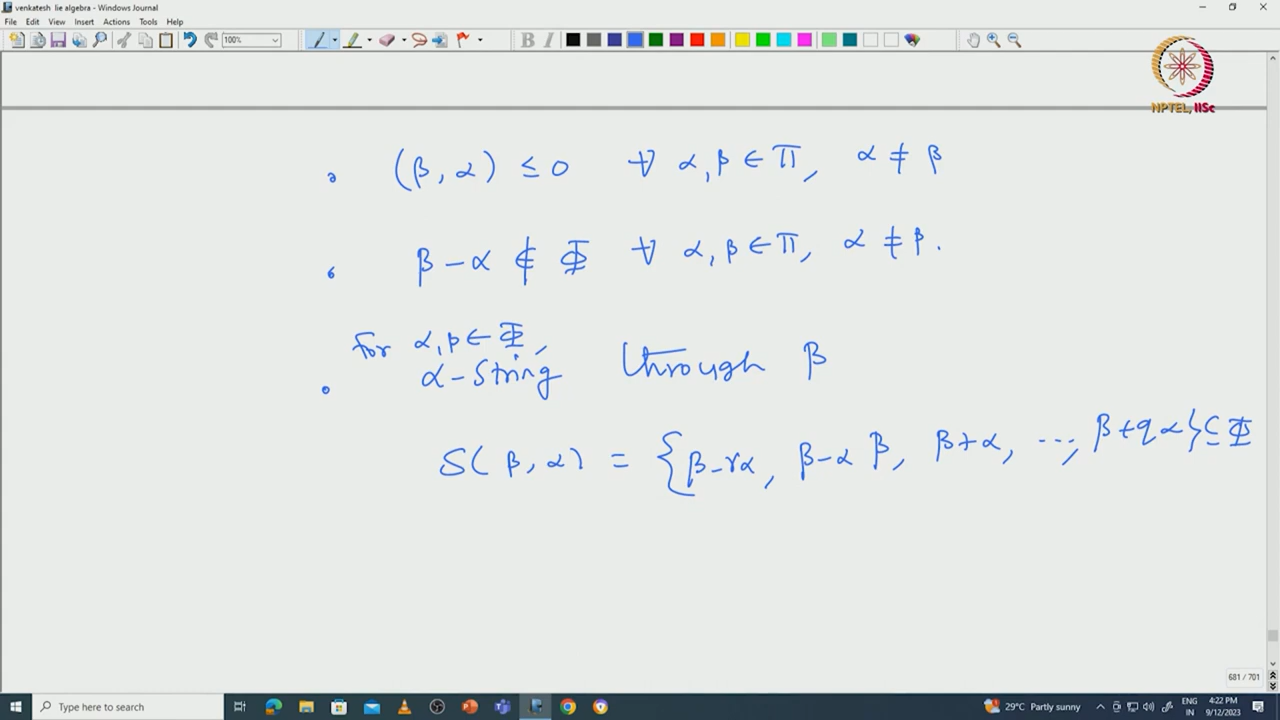 venkatesh lie algebra - Windows Journal
File Edit View Insert Actions Tools Help
100%
NPTEL, IISc
(β, α) ≤ 0 ∀ α, β ∈ Π, α ≠ β
β - α ∉ Φ ∀ α, β ∈ Π, α ≠ β.
For α, β ∈ Φ,
α-String through β
S(β, α) = {β-rα, β-α β, β+α, ..., β+qα} ⊆ Φ
681 / 701
Type here to search
29°C Partly sunny
ENG
IN
4:22 PM
9/12/2023